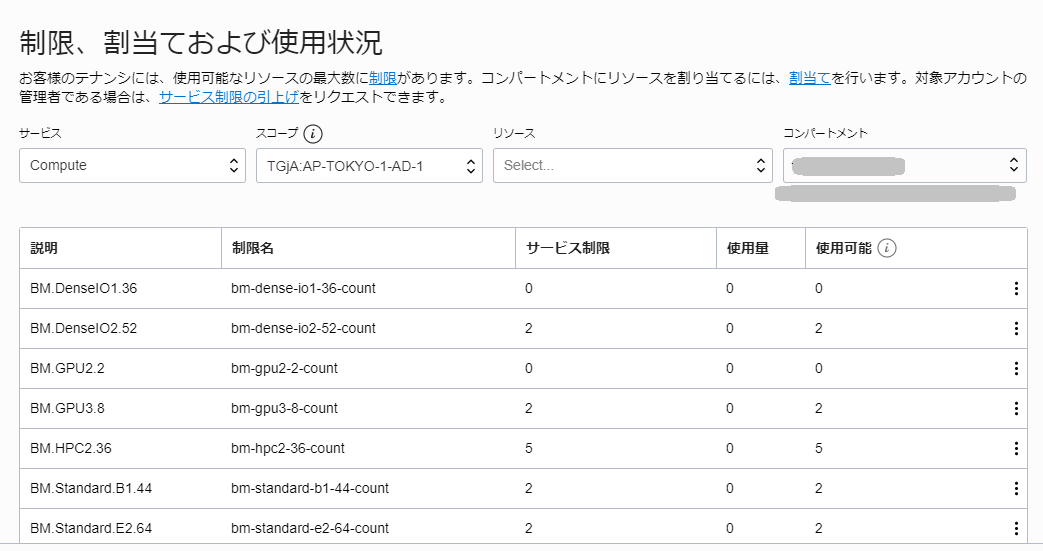 制限、割当ておよび使用状況
お客様のテナンシには、使用可能なリソースの最大数に制限があります。コンパートメントにリソースを割り当てるには、割当てを行います。対象アカウントの
管理者である場合は、サービス制限の引上げをリクエストできます。
サービス スコープ i リソース コンパートメント
Compute TGjA:AP-TOKYO-1-AD-1 Select...
説明 制限名 サービス制限 使用量 使用可能 i
BM.DenseIO1.36 bm-dense-io1-36-count 0 0 0
BM.DenseIO2.52 bm-dense-io2-52-count 2 0 2
BM.GPU2.2 bm-gpu2-2-count 0 0 0
BM.GPU3.8 bm-gpu3-8-count 2 0 2
BM.HPC2.36 bm-hpc2-36-count 5 0 5
BM.Standard.B1.44 bm-standard-b1-44-count 2 0 2
BM.Standard.E2.64 bm-standard-e2-64-count 2 0 2